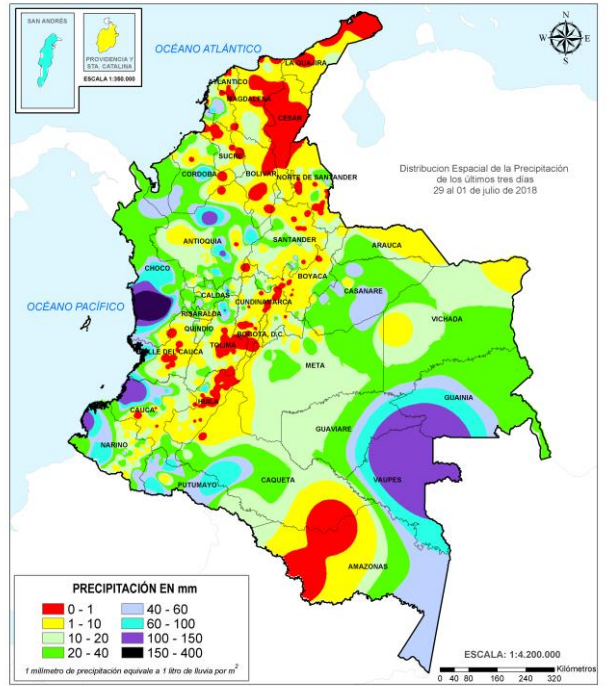 SAN ANDRÉS
PROVIDENCIA Y
STA. CATALINA
ESCALA 1:350.000
OCÉANO ATLÁNTICO
N
W
E
S
LA GUAJIRA
ATLANTICO
MAGDALENA
CESAR
SUCRE
CORDOBA
BOLIVAR
NORTE DE SANTANDER
Distribucion Espacial de la Precipitación
de los últimos tres días
29 al 01 de julio de 2018
ANTIOQUIA
SANTANDER
ARAUCA
CHOCO
BOYACA
CASANARE
OCÉANO PACÍFICO
CALDAS
CUNDINAMARCA
RISARALDA
VICHADA
QUINDIO
BOGOTA, D.C.
TOLIMA
VALLE DEL CAUCA
META
GUAINIA
HUILA
CAUCA
GUAVIARE
NARIÑO
VAUPES
PUTUMAYO
CAQUETA
AMAZONAS
PRECIPITACIÓN EN mm
0 - 1
40 - 60
1 - 10
60 - 100
10 - 20
100 - 150
20 - 40
150 - 400
1 milímetro de precipitación equivale a 1 litro de lluvia por m²
ESCALA: 1:4.200.000
Kilómetros
0 40 80 160 240 320